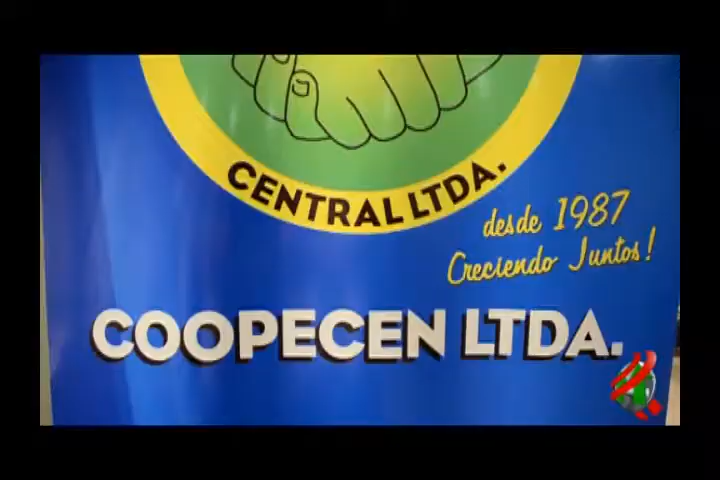 CENTRAL LTDA.
desde 1987
Creciendo Juntos!
COOPECEN LTDA.